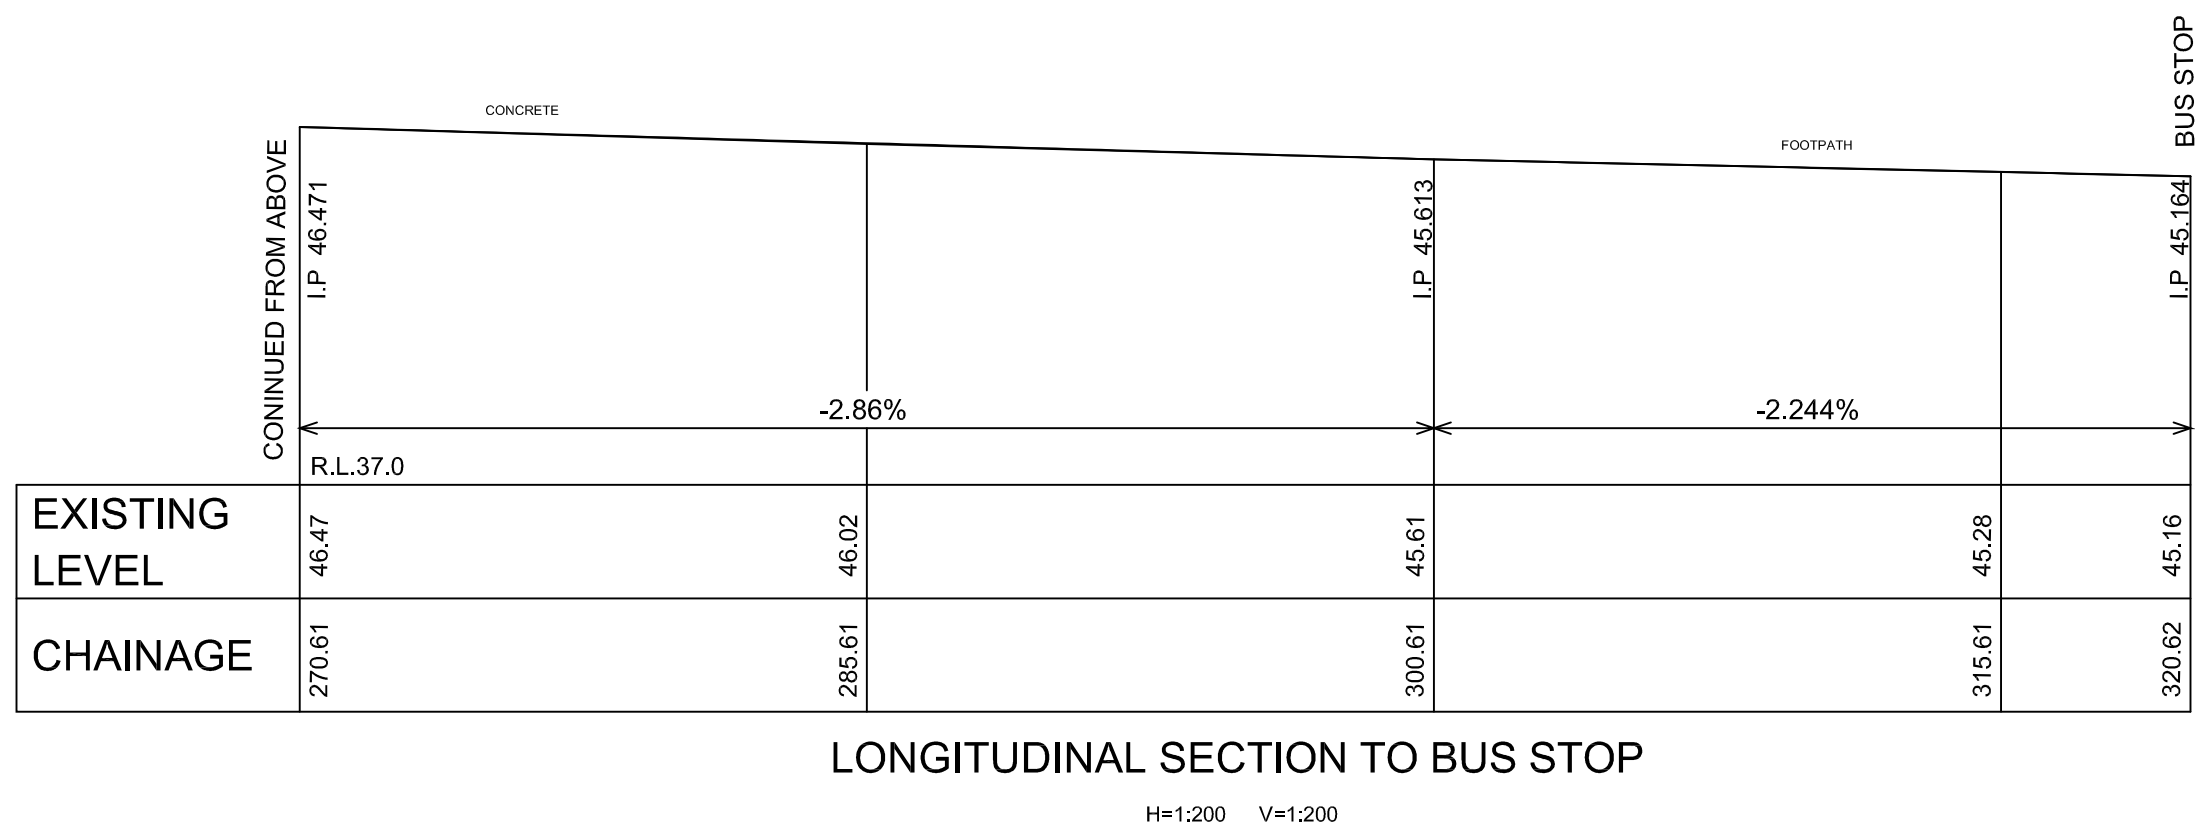 BUS STOP
CONCRETE
FOOTPATH
CONINUED FROM ABOVE
I.P 46.471
I.P 45.613
I.P 45.164
-2.86%
-2.244%
R.L.37.0
EXISTING
LEVEL
46.47
46.02
45.61
45.28
45.16
CHAINAGE
270.61
285.61
300.61
315.61
320.62
LONGITUDINAL SECTION TO BUS STOP
H=1:200 V=1:200